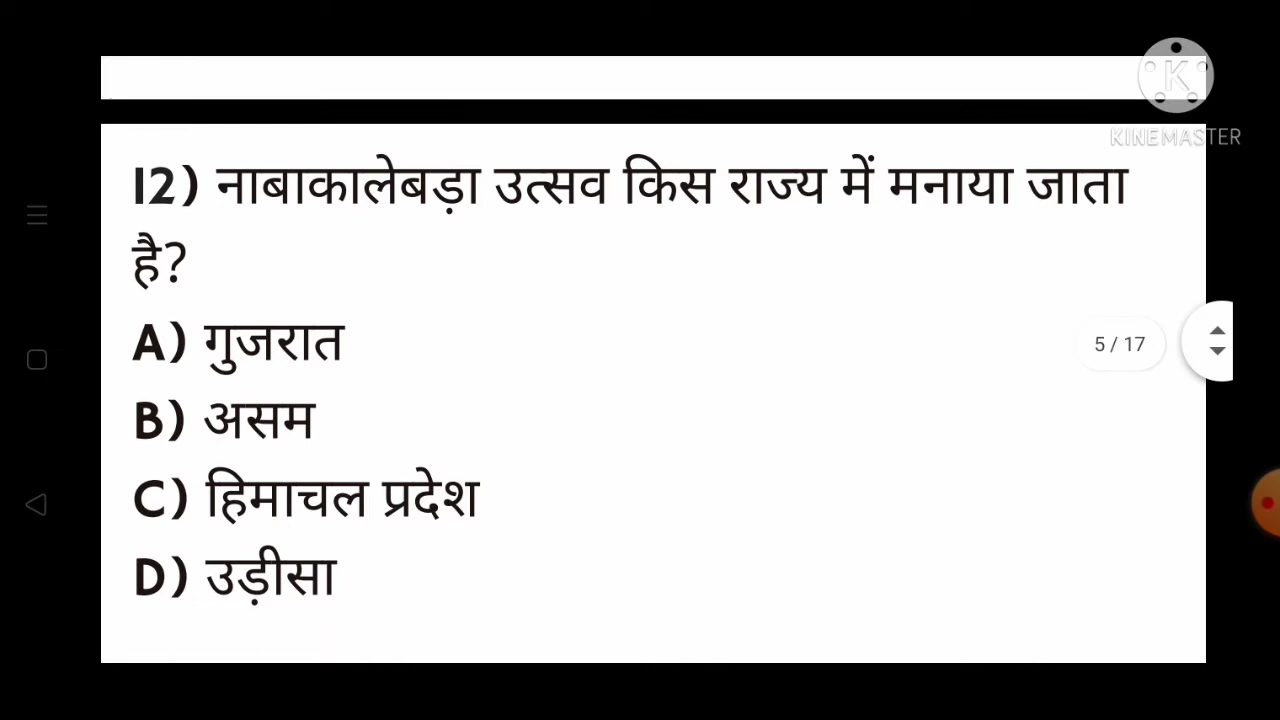 KINEMASTER
12) नाबाकालेबड़ा उत्सव किस राज्य में मनाया जाता
है?
A) गुजरात
5 / 17
B) असम
C) हिमाचल प्रदेश
D) उड़ीसा